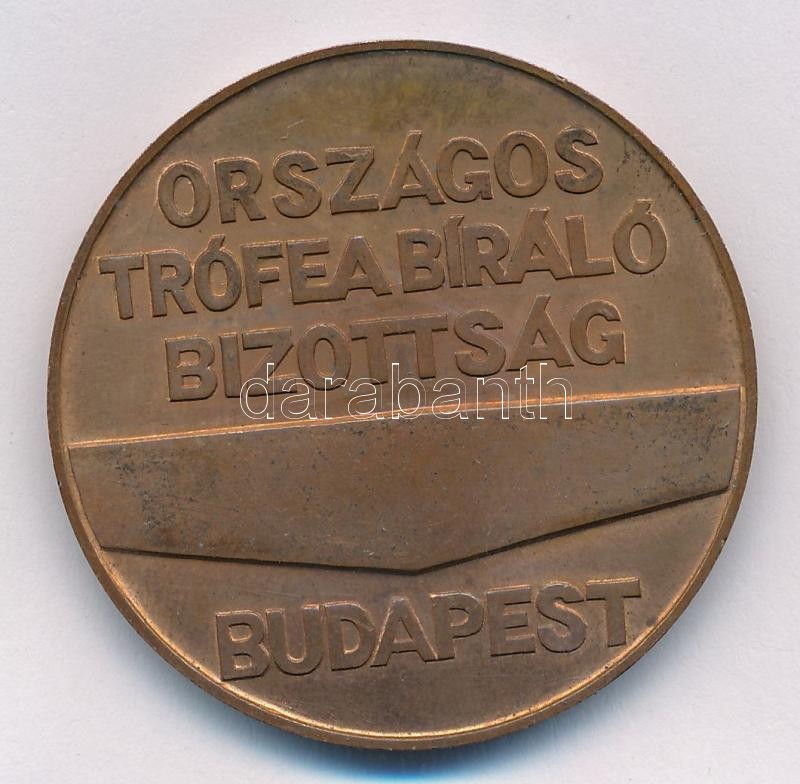 ORSZÁGOS
TRÓFEA BÍRÁLÓ
BIZOTTSÁG
darabanth
BUDAPEST